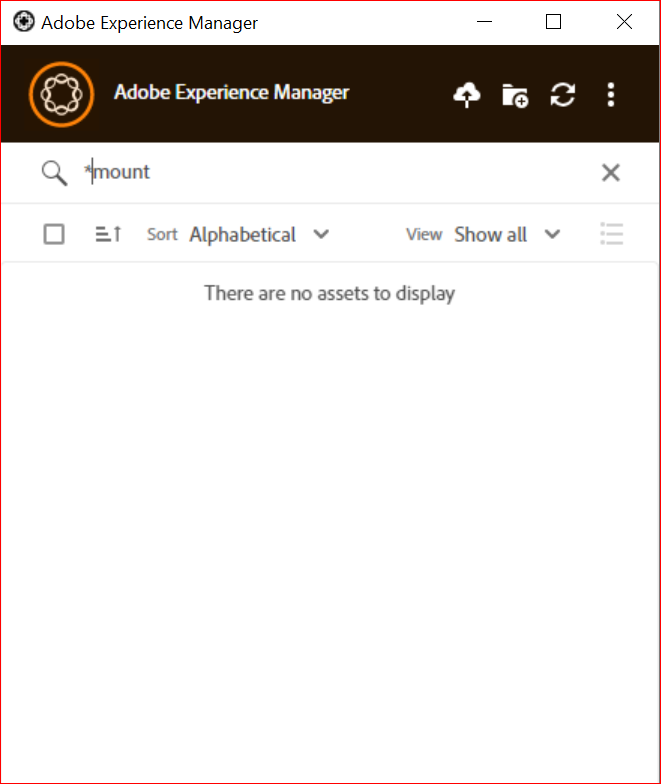 Adobe Experience Manager
Adobe Experience Manager
*mount
Sort Alphabetical View Show all
There are no assets to display